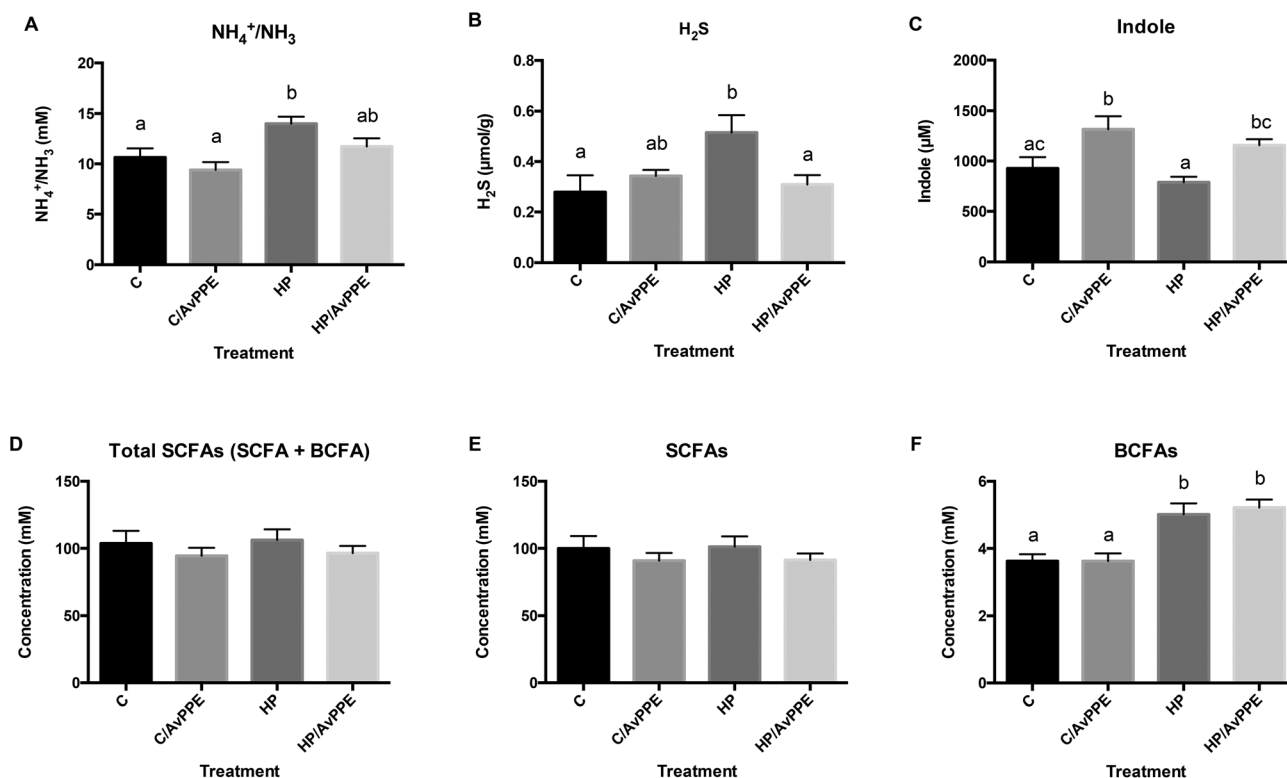 A
NH₄⁺/NH₃
NH₄⁺/NH₃ (mM)
20
15
10
5
0
a
a
b
ab
C
C/AvPPE
HP
HP/AvPPE
Treatment
B
H₂S
H₂S (µmol/g)
0.8
0.6
0.4
0.2
0.0
a
ab
b
a
C
C/AvPPE
HP
HP/AvPPE
Treatment
C
Indole
Indole (µM)
2000
1500
1000
500
0
ac
b
a
bc
C
C/AvPPE
HP
HP/AvPPE
Treatment
D
Total SCFAs (SCFA + BCFA)
Concentration (mM)
150
100
50
0
C
C/AvPPE
HP
HP/AvPPE
Treatment
E
SCFAs
Concentration (mM)
150
100
50
0
C
C/AvPPE
HP
HP/AvPPE
Treatment
F
BCFAs
Concentration (mM)
6
4
2
0
a
a
b
b
C
C/AvPPE
HP
HP/AvPPE
Treatment